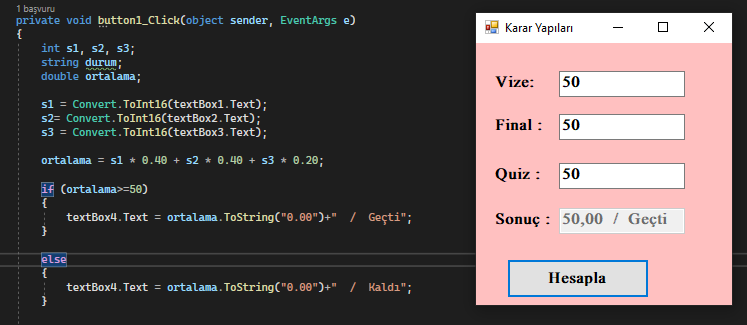 1 başvuru
private void button1_Click(object sender, EventArgs e)
{
int s1, s2, s3;
string durum;
double ortalama;
s1 = Convert.ToInt16(textBox1.Text);
s2= Convert.ToInt16(textBox2.Text);
s3 = Convert.ToInt16(textBox3.Text);
ortalama = s1 * 0.40 + s2 * 0.40 + s3 * 0.20;
if (ortalama>=50)
{
textBox4.Text = ortalama.ToString("0.00")+"  /  Geçti";
}
else
{
textBox4.Text = ortalama.ToString("0.00")+"  /  Kaldı";
}
Karar Yapıları
Vize: 50
Final : 50
Quiz : 50
Sonuç : 50,00  /  Geçti
Hesapla